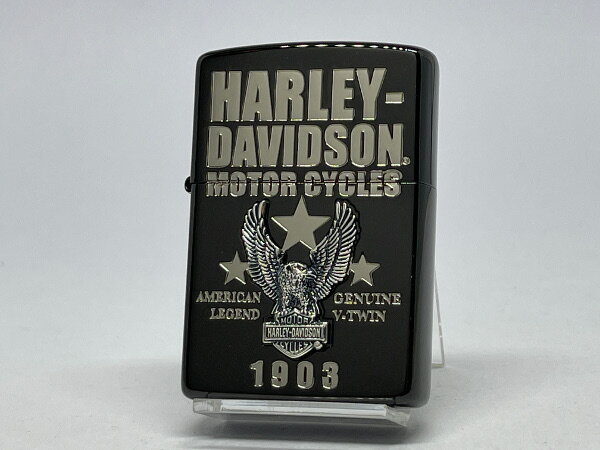 HARLEY-
DAVIDSON®
MOTOR CYCLES
AMERICAN
LEGEND
GENUINE
V-TWIN
MOTOR
HARLEY-DAVIDSON
CYCLES
1903